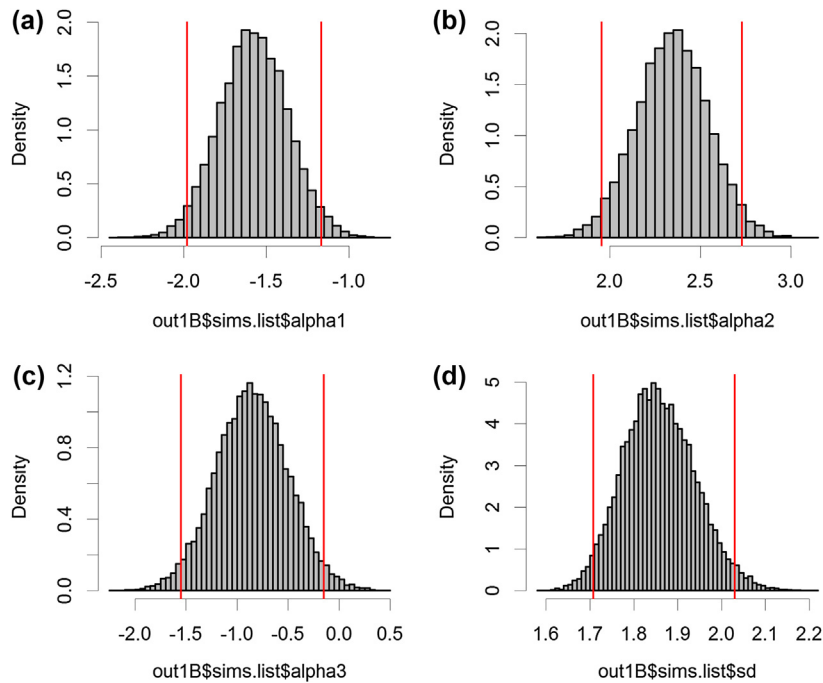 (a)
Density
2.0
1.5
1.0
0.5
0.0
-2.5 -2.0 -1.5 -1.0
out1B$sims.list$alpha1
(b)
Density
2.0
1.5
1.0
0.5
0.0
2.0 2.5 3.0
out1B$sims.list$alpha2
(c)
Density
1.2
0.8
0.4
0.0
-2.0 -1.0 -0.5 0.0 0.5
out1B$sims.list$alpha3
(d)
Density
5
4
3
2
1
0
1.6 1.7 1.8 1.9 2.0 2.1 2.2
out1B$sims.list$sd